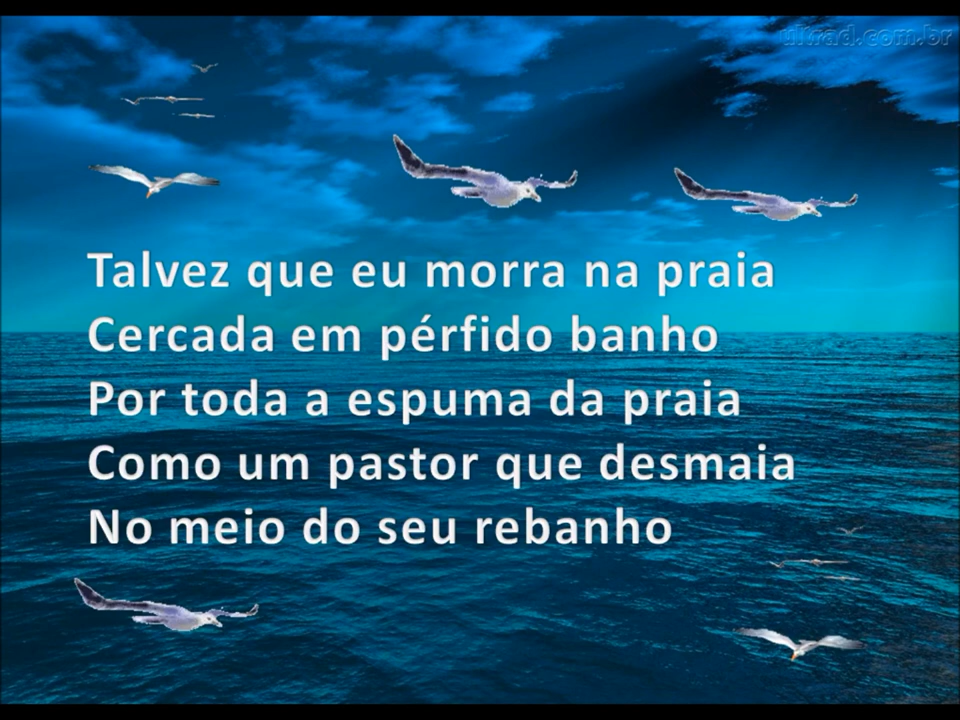 ultrad.com.br
Talvez que eu morra na praia
Cercada em pérfido banho
Por toda a espuma da praia
Como um pastor que desmaia
No meio do seu rebanho